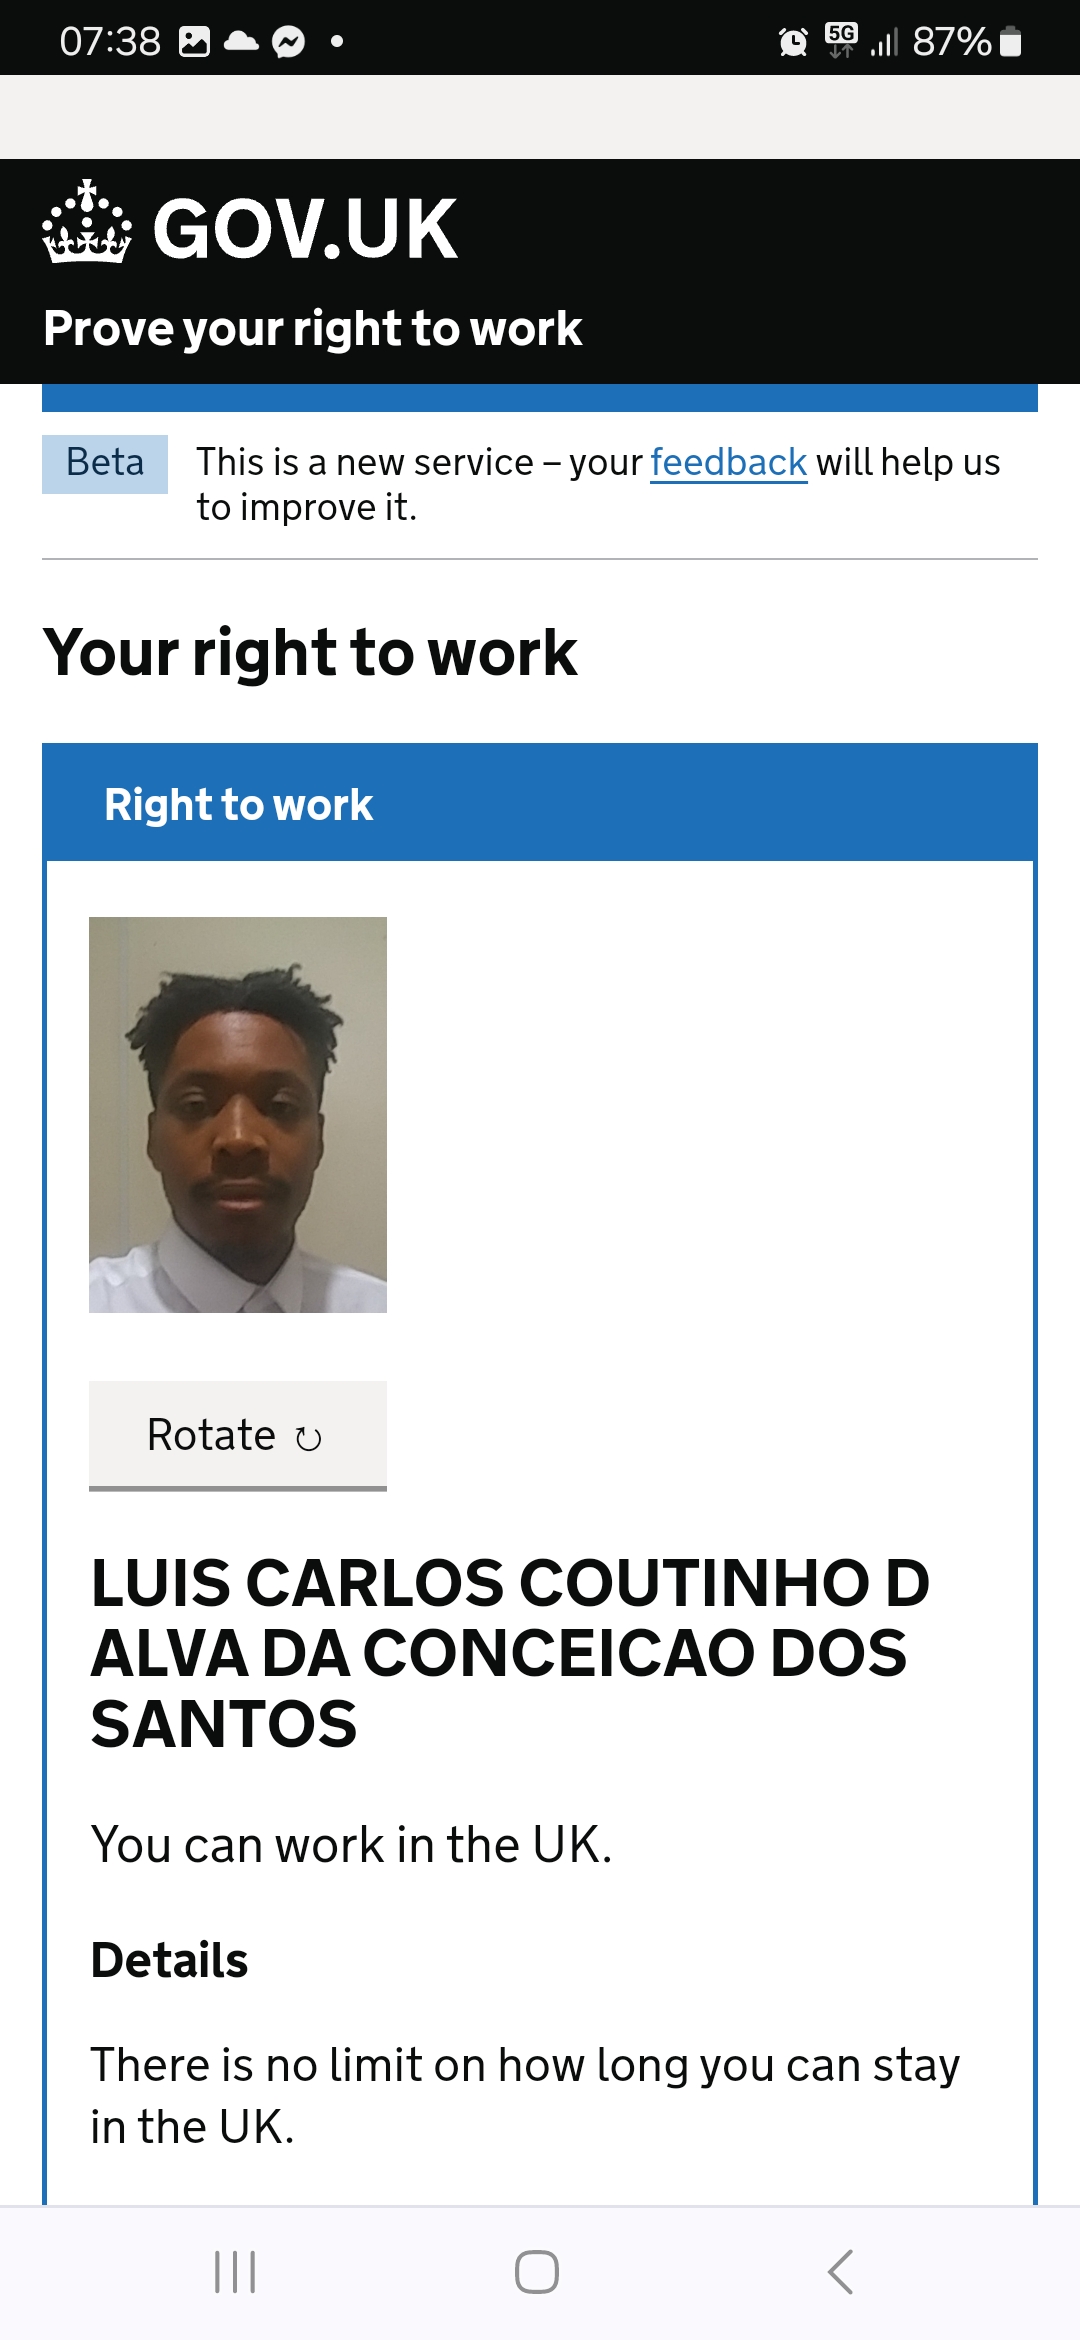 07:38
5G
87%
GOV.UK
Prove your right to work
Beta
This is a new service – your feedback will help us
to improve it.
Your right to work
Right to work
Rotate ↻
LUIS CARLOS COUTINHO D
ALVA DA CONCEICAO DOS
SANTOS
You can work in the UK.
Details
There is no limit on how long you can stay
in the UK.